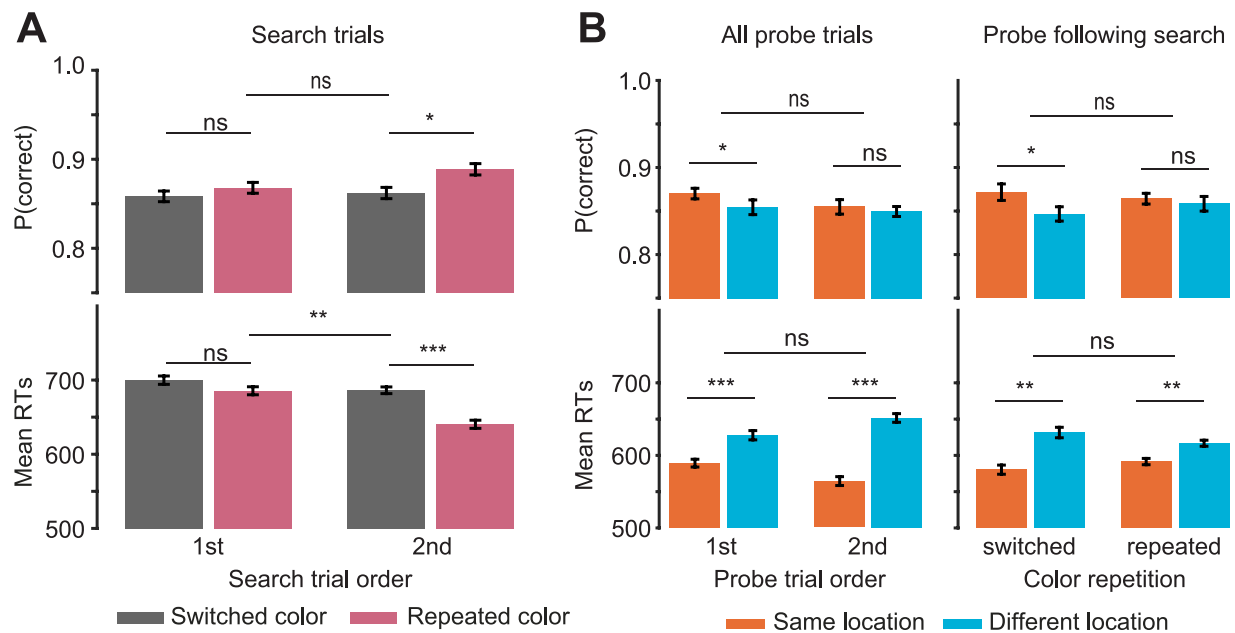 A
B
Search trials
All probe trials
Probe following search
1.0
0.9
0.8
P(correct)
ns
ns
*
1.0
0.9
0.8
P(correct)
ns
*
ns
ns
*
ns
700
600
500
Mean RTs
**
ns
***
700
600
500
Mean RTs
ns
***
***
ns
**
**
1st
2nd
1st
2nd
switched
repeated
Search trial order
Probe trial order
Color repetition
Switched color
Repeated color
Same location
Different location